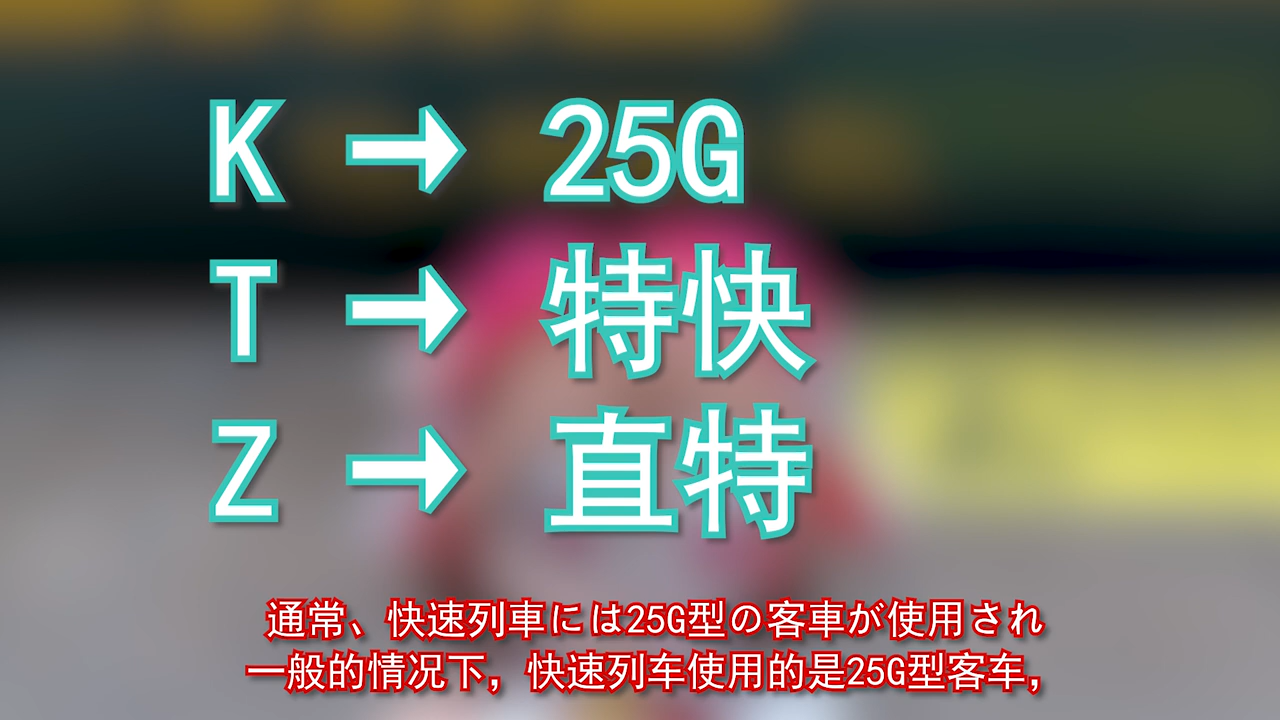 K → 25G
T → 特快
Z → 直特
通常、快速列車には25G型の客車が使用され
一般的情况下，快速列车使用的是25G型客车，